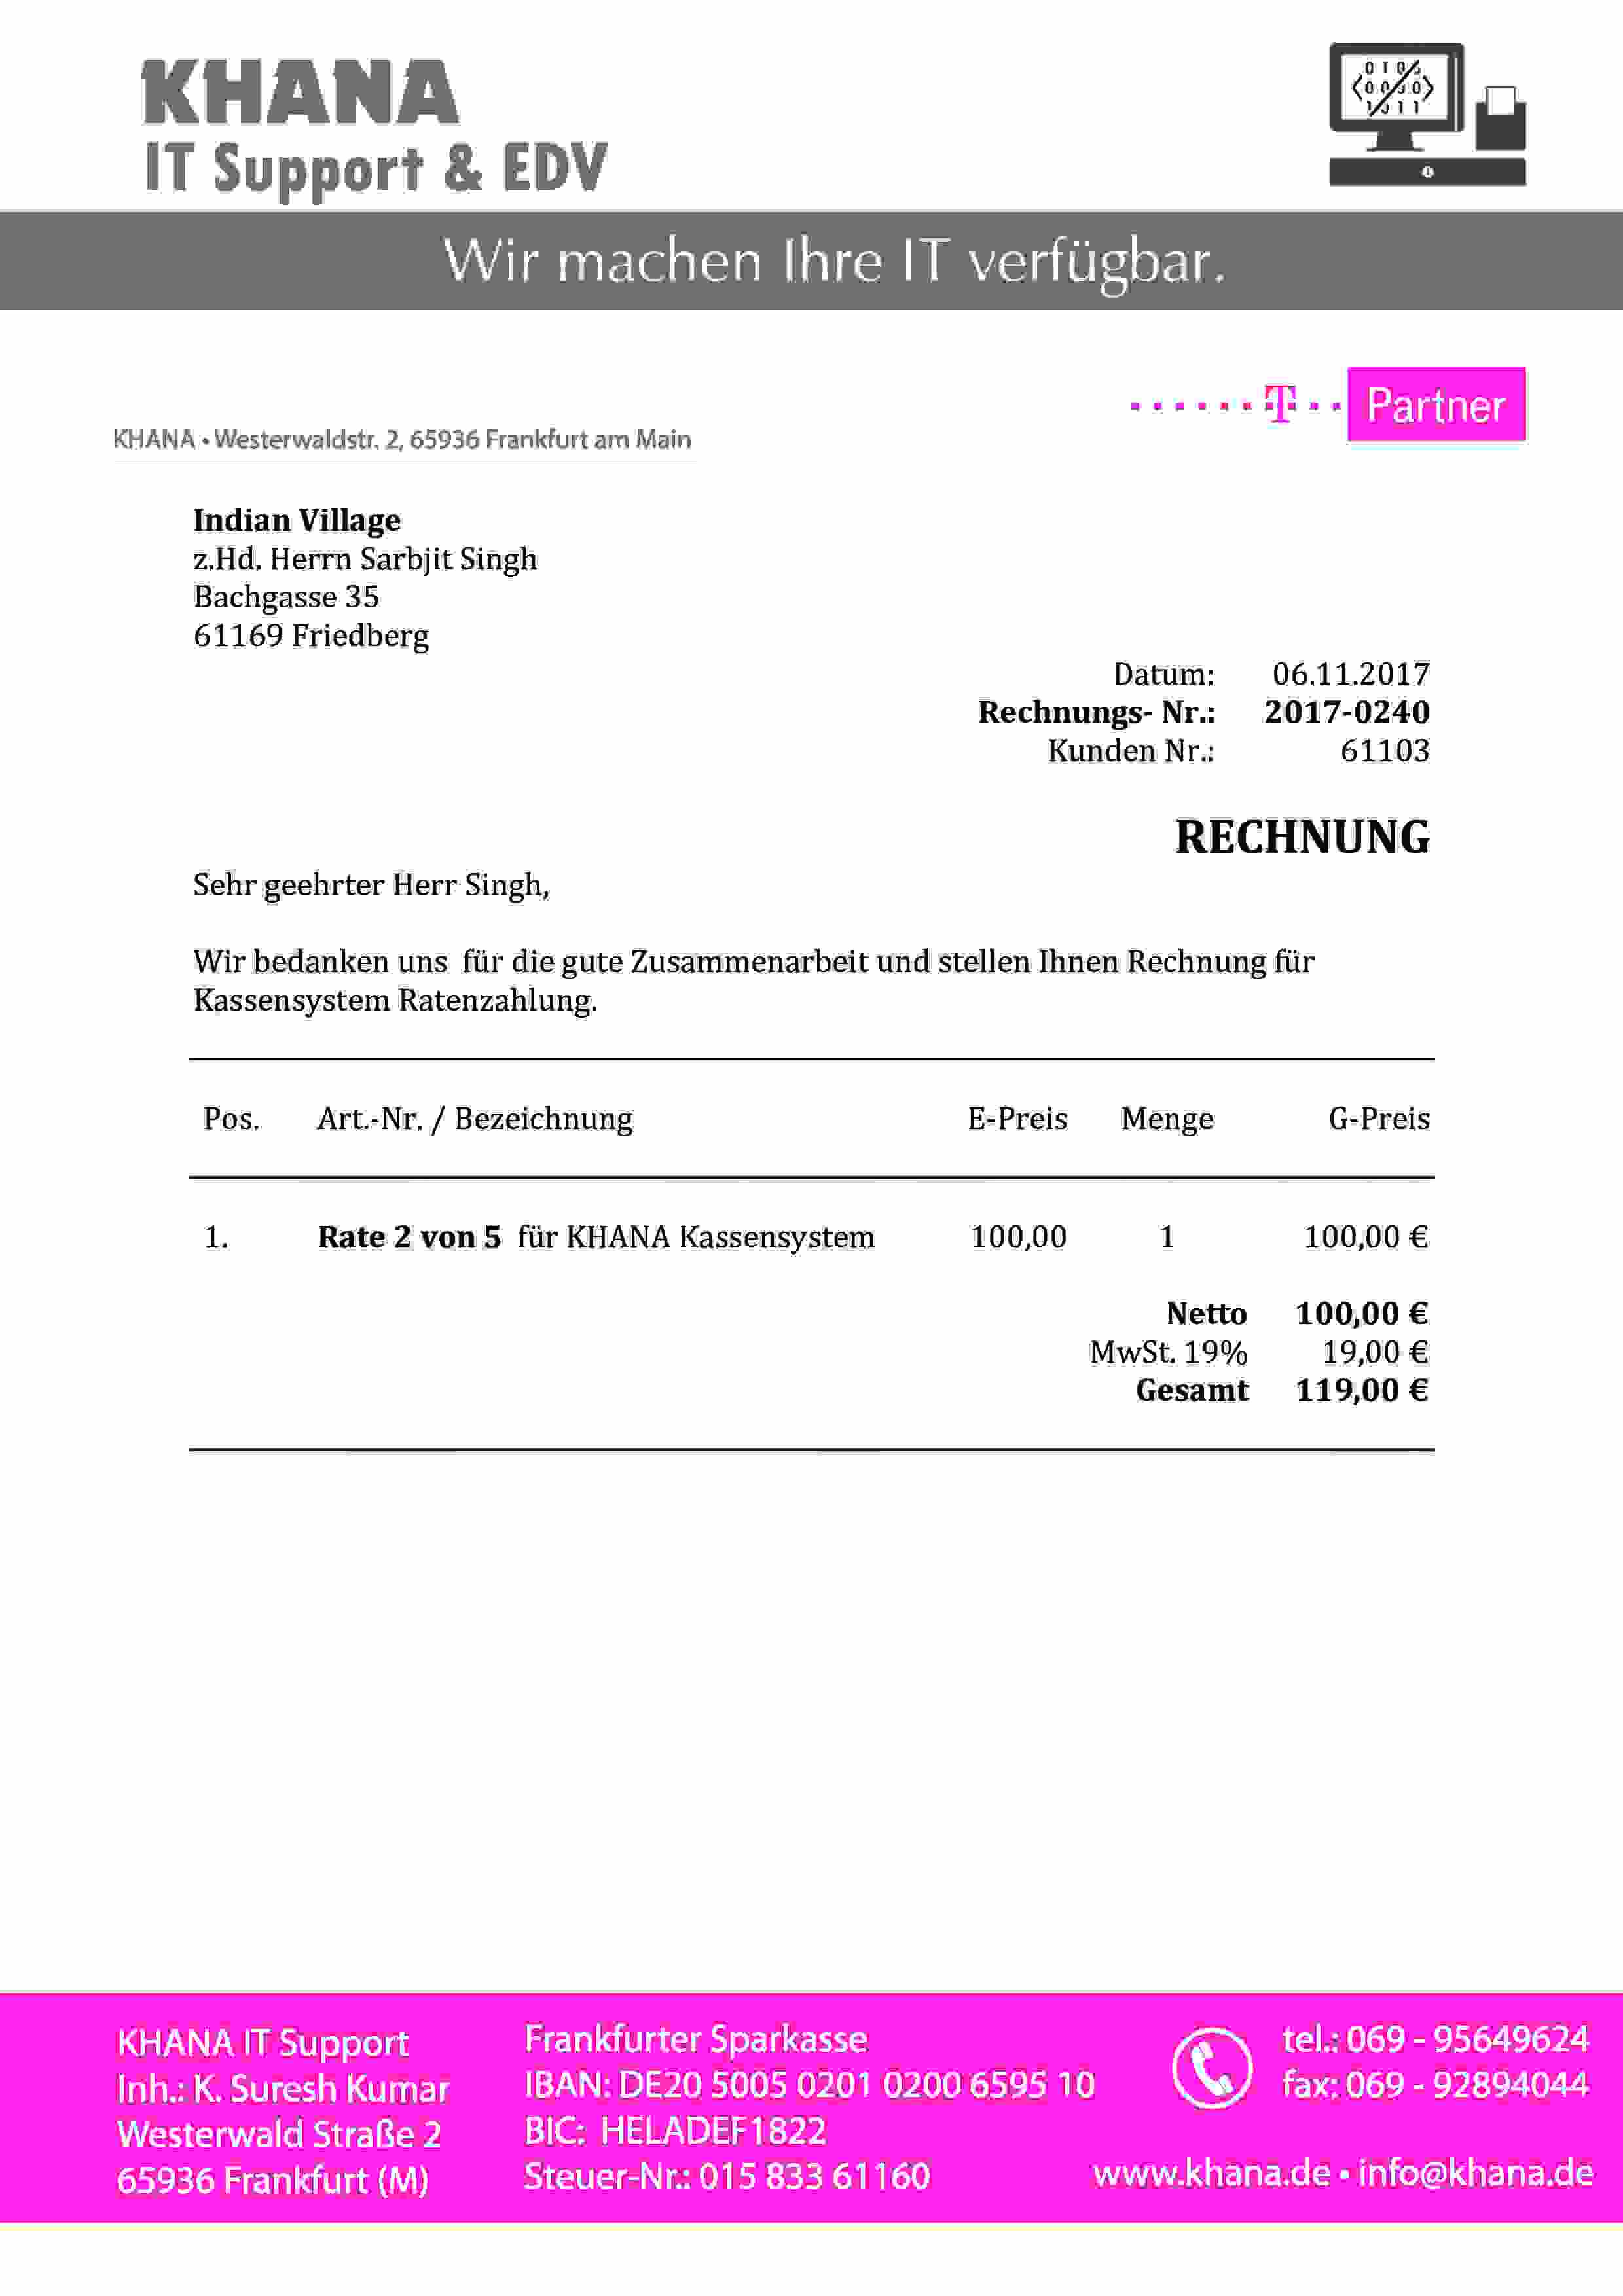 KHANA
IT Support & EDV
Wir machen Ihre IT verfügbar.
T Partner
KHANA • Westerwaldstr. 2, 65936 Frankfurt am Main
Indian Village
z.Hd. Herrn Sarbjit Singh
Bachgasse 35
61169 Friedberg
Datum: 06.11.2017
Rechnungs- Nr.: 2017-0240
Kunden Nr.: 61103
RECHNUNG
Sehr geehrter Herr Singh,
Wir bedanken uns für die gute Zusammenarbeit und stellen Ihnen Rechnung für
Kassensystem Ratenzahlung.
Pos. Art.-Nr. / Bezeichnung E-Preis Menge G-Preis
1. Rate 2 von 5 für KHANA Kassensystem 100,00 1 100,00 €
Netto 100,00 €
MwSt. 19% 19,00 €
Gesamt 119,00 €
KHANA IT Support
Inh.: K. Suresh Kumar
Westerwald Straße 2
65936 Frankfurt (M)
Frankfurter Sparkasse
IBAN: DE20 5005 0201 0200 6595 10
BIC: HELADEF1822
Steuer-Nr.: 015 833 61160
tel.: 069 - 95649624
fax: 069 - 92894044
www.khana.de • info@khana.de